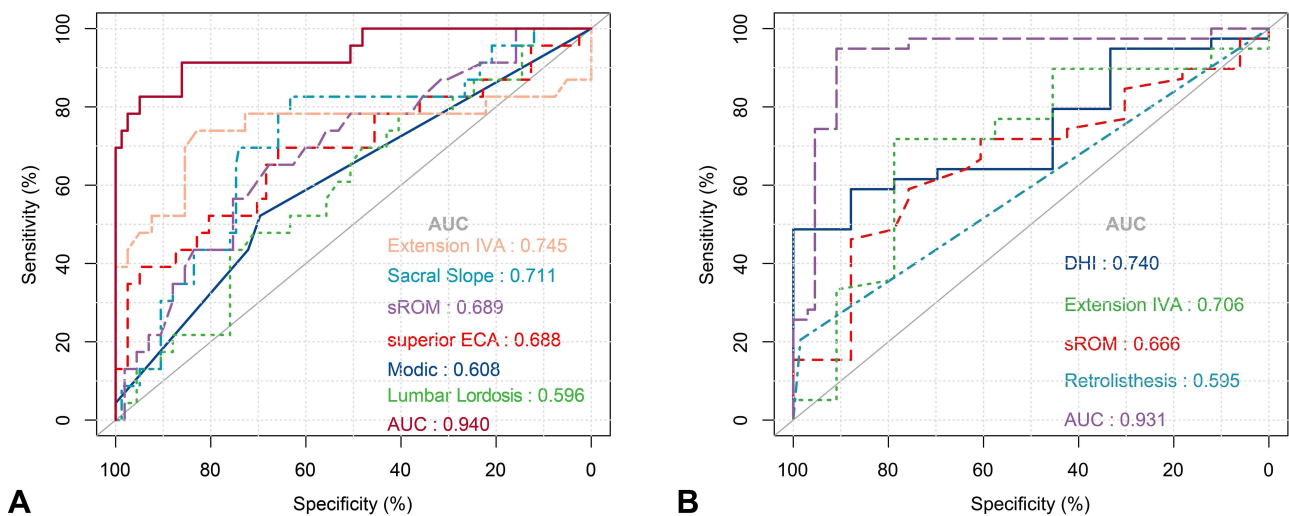 Sensitivity (%)
100
80
60
40
20
0
AUC
Extension IVA : 0.745
Sacral Slope : 0.711
sROM : 0.689
superior ECA : 0.688
Modic : 0.608
Lumbar Lordosis : 0.596
AUC : 0.940
100 80 60 40 20 0
Specificity (%)
A
Sensitivity (%)
100
80
60
40
20
0
AUC
DHI : 0.740
Extension IVA : 0.706
sROM : 0.666
Retrolisthesis : 0.595
AUC : 0.931
100 80 60 40 20 0
Specificity (%)
B